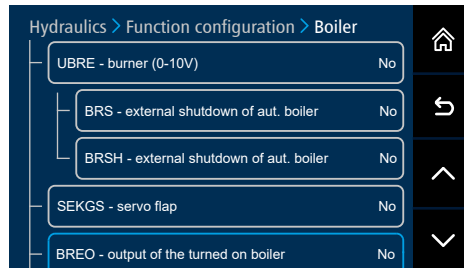 Hydraulics > Function configuration > Boiler
UBRE - burner (0-10V) No
BRS - external shutdown of aut. boiler No
BRSH - external shutdown of aut. boiler No
SEKGS - servo flap No
BREO - output of the turned on boiler No